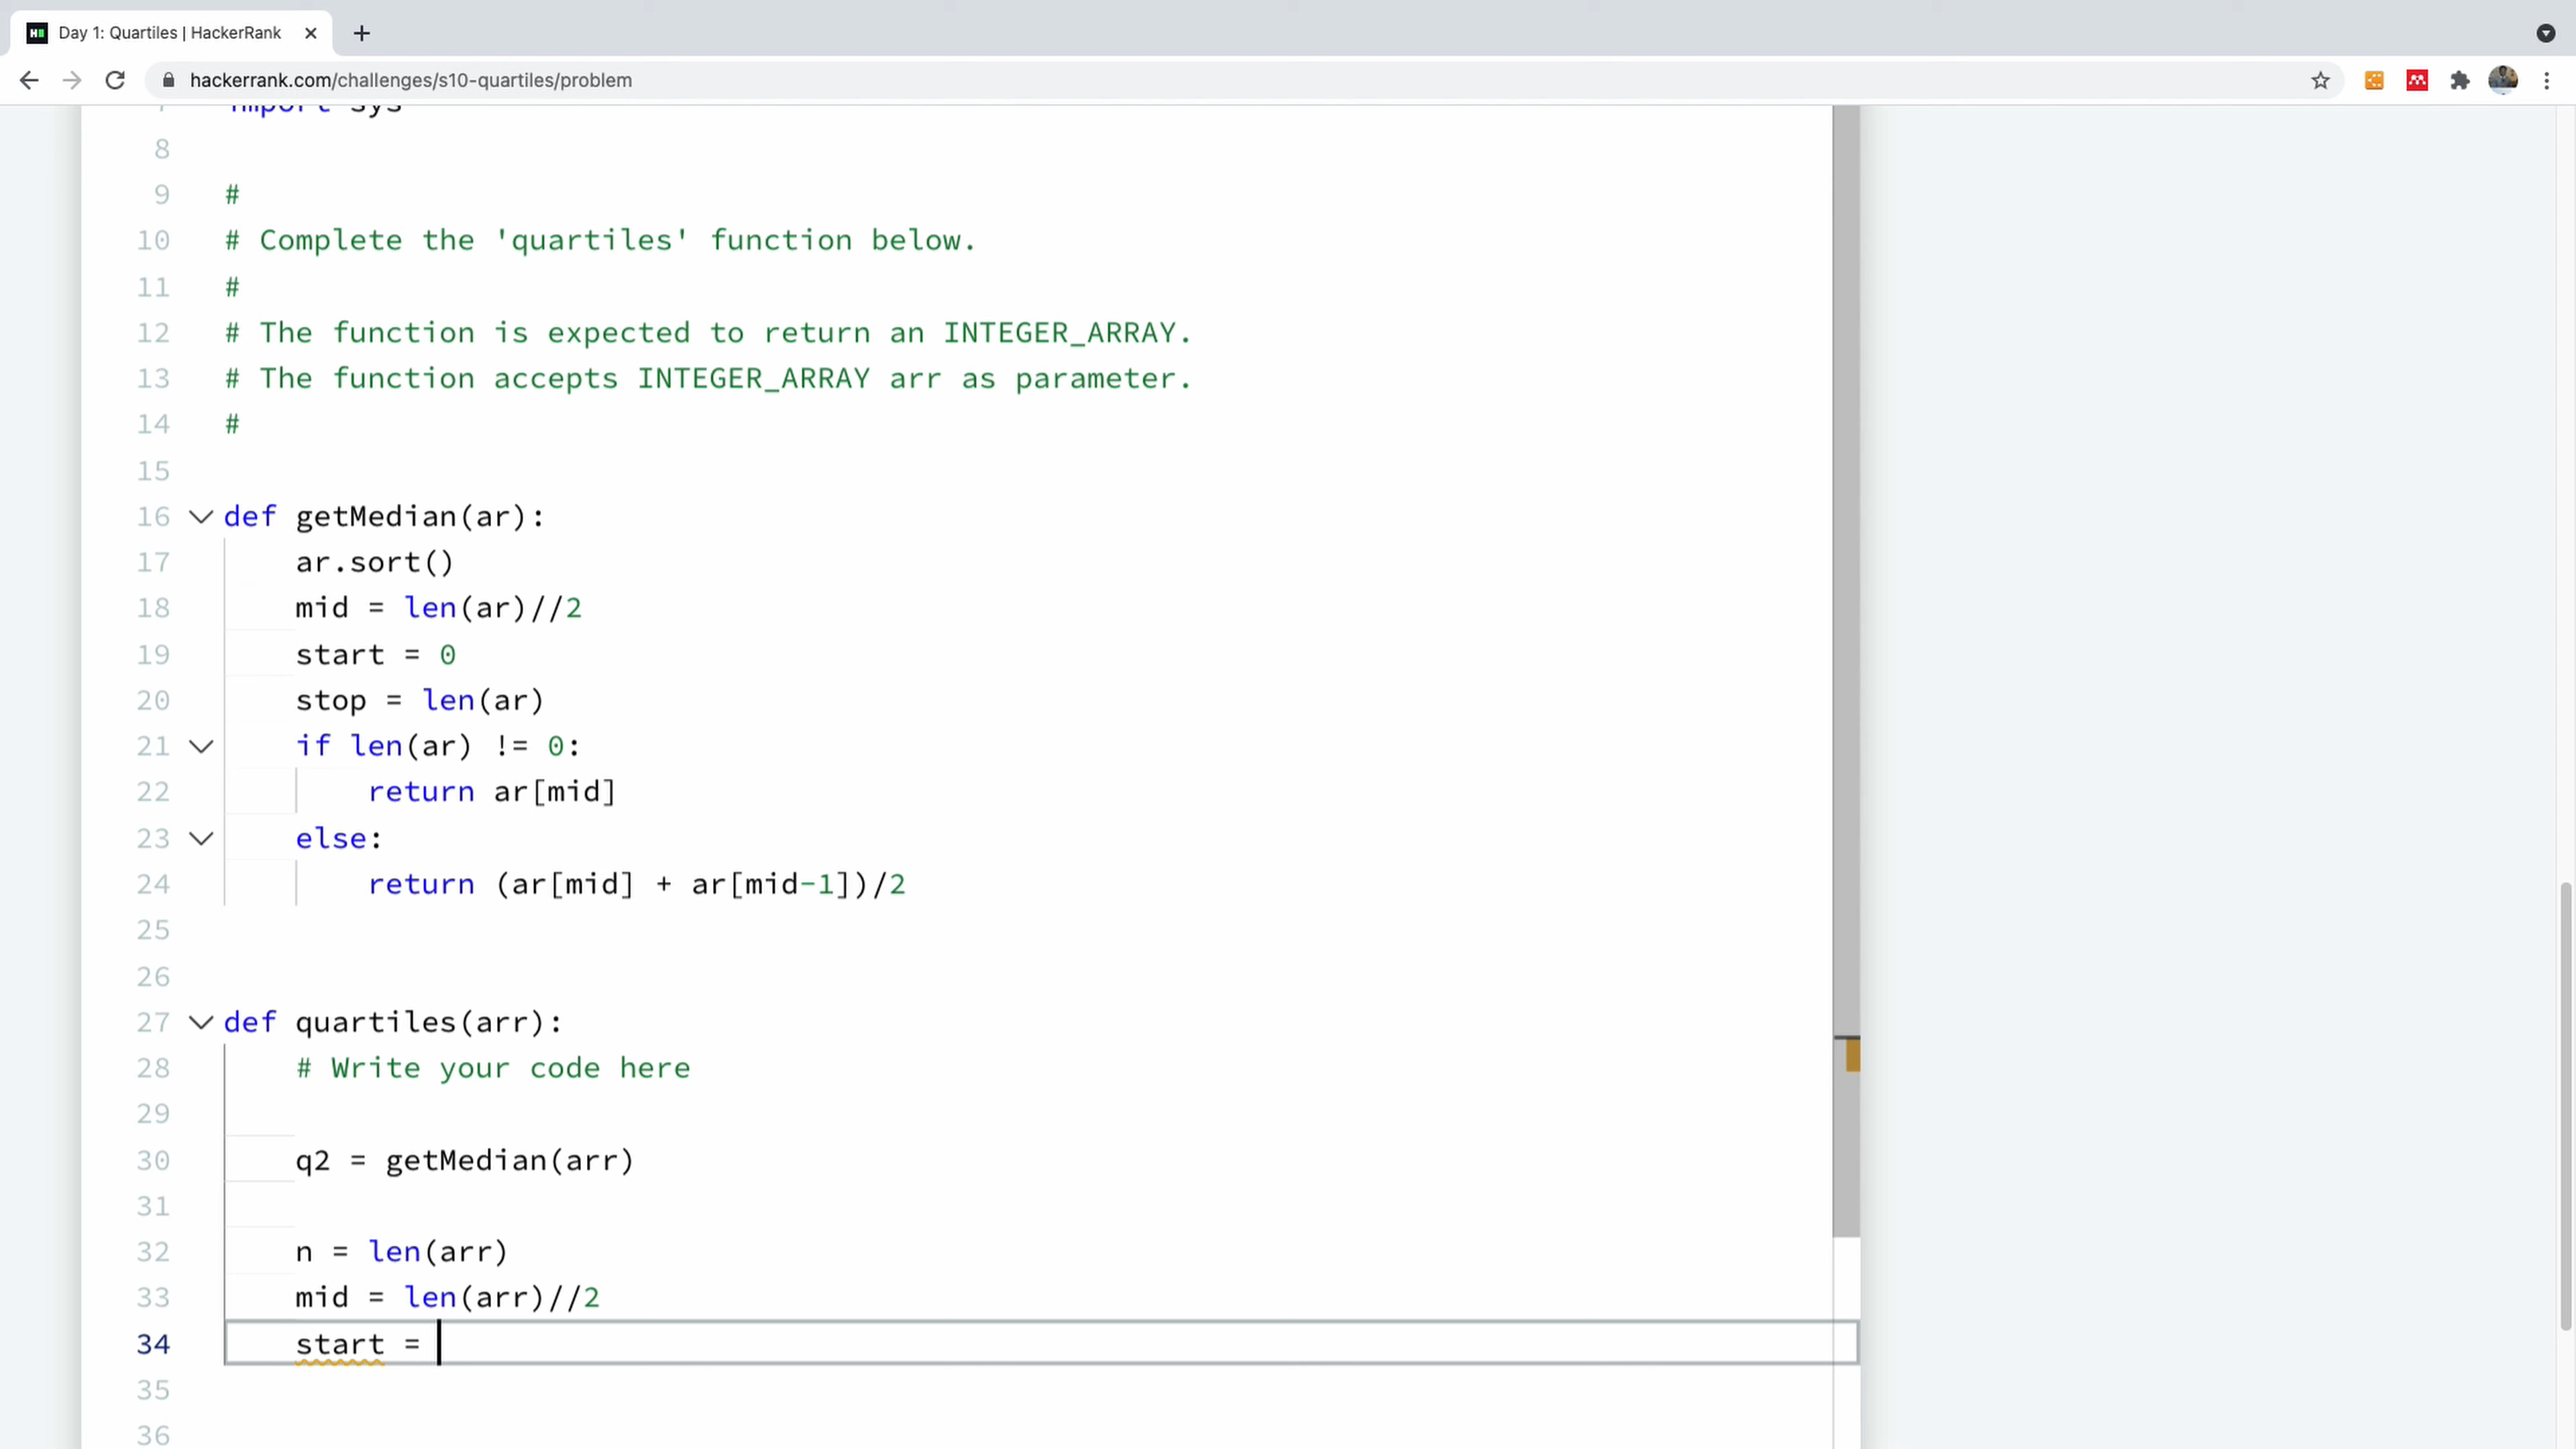 Day 1: Quartiles | HackerRank
hackerrank.com/challenges/s10-quartiles/problem
7 import sys
8
9 #
10 # Complete the 'quartiles' function below.
11 #
12 # The function is expected to return an INTEGER_ARRAY.
13 # The function accepts INTEGER_ARRAY arr as parameter.
14 #
15
16 def getMedian(ar):
17     ar.sort()
18     mid = len(ar)//2
19     start = 0
20     stop = len(ar)
21     if len(ar) != 0:
22         return ar[mid]
23     else:
24         return (ar[mid] + ar[mid-1])/2
25
26
27 def quartiles(arr):
28     # Write your code here
29
30     q2 = getMedian(arr)
31
32     n = len(arr)
33     mid = len(arr)//2
34     start =
35
36